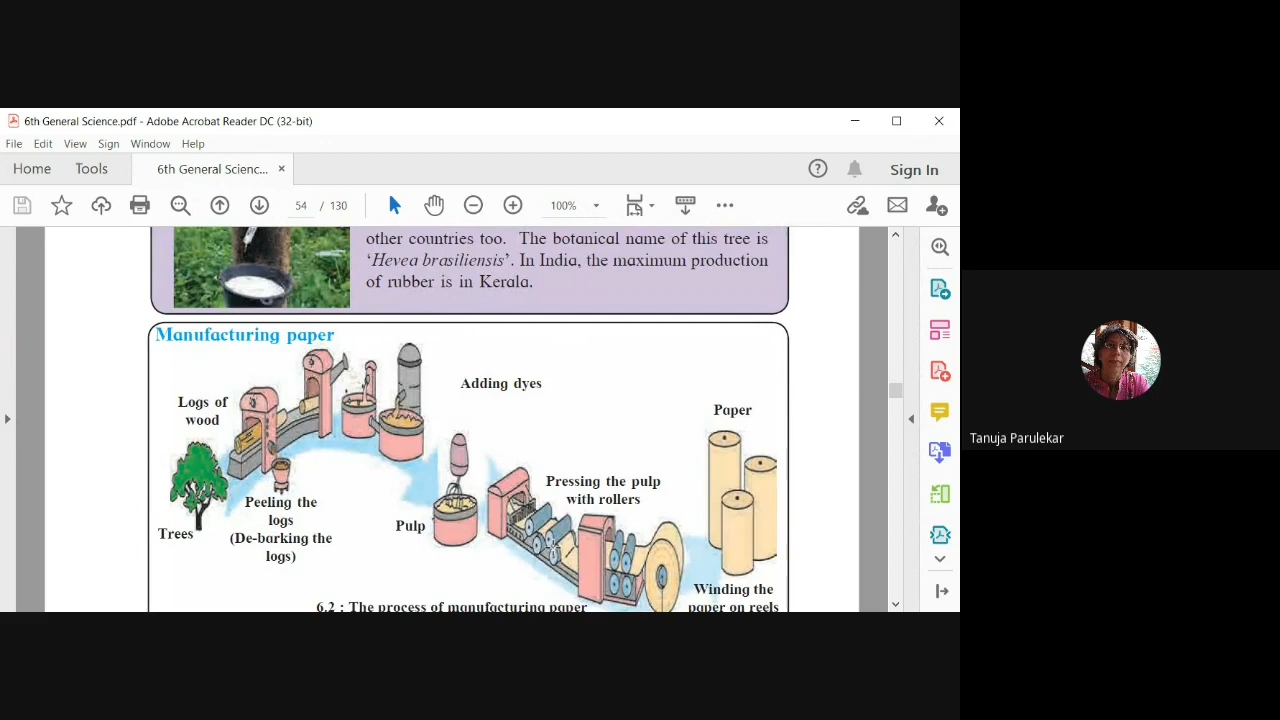 6th General Science.pdf - Adobe Acrobat Reader DC (32-bit)
File Edit View Sign Window Help
Home Tools 6th General Scienc... × Sign In
54 / 130 100%
other countries too. The botanical name of this tree is
‘Hevea brasiliensis’. In India, the maximum production
of rubber is in Kerala.
Manufacturing paper
Adding dyes
Logs of
wood
Paper
Pressing the pulp
with rollers
Peeling the
logs
(De-barking the
logs)
Trees
Pulp
Winding the
paper on reels
6.2 : The process of manufacturing paper
Tanuja Parulekar